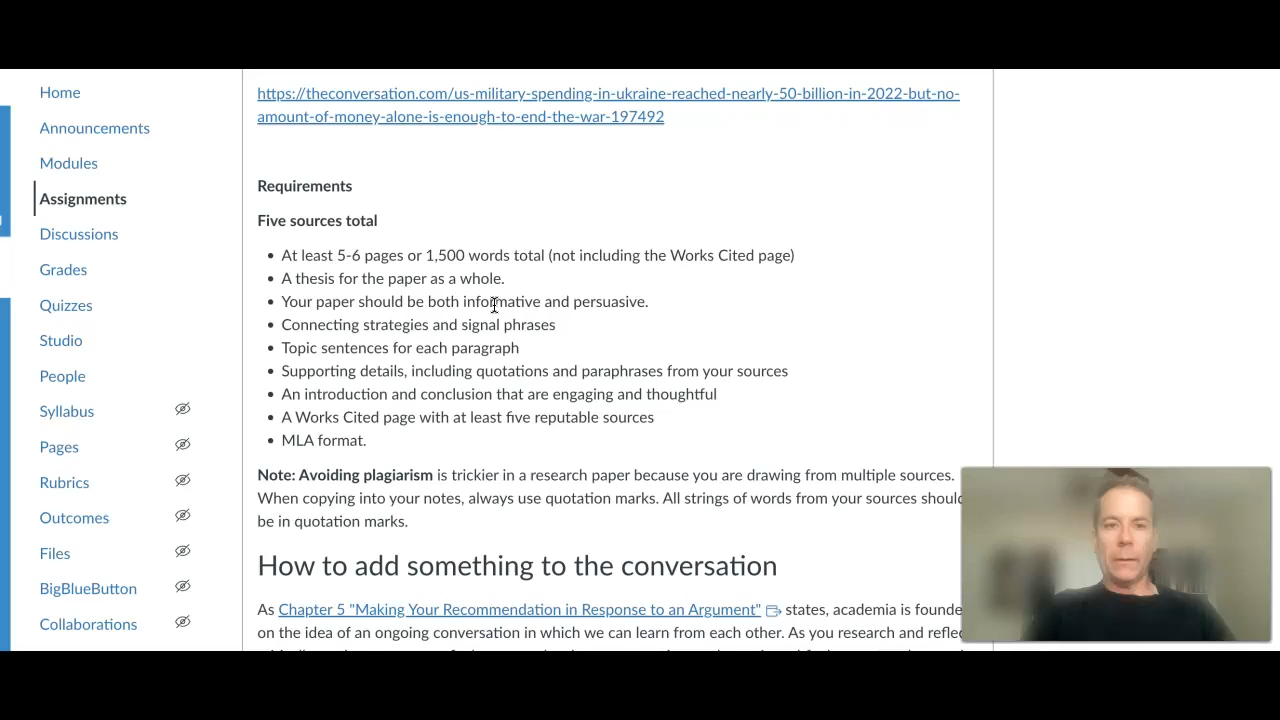 Home
Announcements
Modules
Assignments
Discussions
Grades
Quizzes
Studio
People
Syllabus
Pages
Rubrics
Outcomes
Files
BigBlueButton
Collaborations
https://theconversation.com/us-military-spending-in-ukraine-reached-nearly-50-billion-in-2022-but-no-
amount-of-money-alone-is-enough-to-end-the-war-197492
Requirements
Five sources total
• At least 5-6 pages or 1,500 words total (not including the Works Cited page)
• A thesis for the paper as a whole.
• Your paper should be both informative and persuasive.
• Connecting strategies and signal phrases
• Topic sentences for each paragraph
• Supporting details, including quotations and paraphrases from your sources
• An introduction and conclusion that are engaging and thoughtful
• A Works Cited page with at least five reputable sources
• MLA format.
Note: Avoiding plagiarism is trickier in a research paper because you are drawing from multiple sources.
When copying into your notes, always use quotation marks. All strings of words from your sources should
be in quotation marks.
How to add something to the conversation
As Chapter 5 "Making Your Recommendation in Response to an Argument" states, academia is founde
on the idea of an ongoing conversation in which we can learn from each other. As you research and reflec